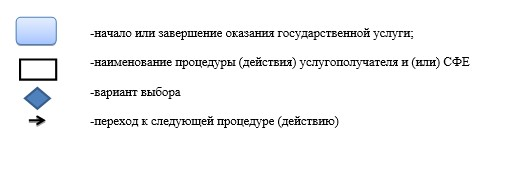 -начало или завершение оказания государственной услуги;
-наименование процедуры (действия) услугополучателя и (или) СФЕ
-вариант выбора
-переход к следующей процедуре (действию)